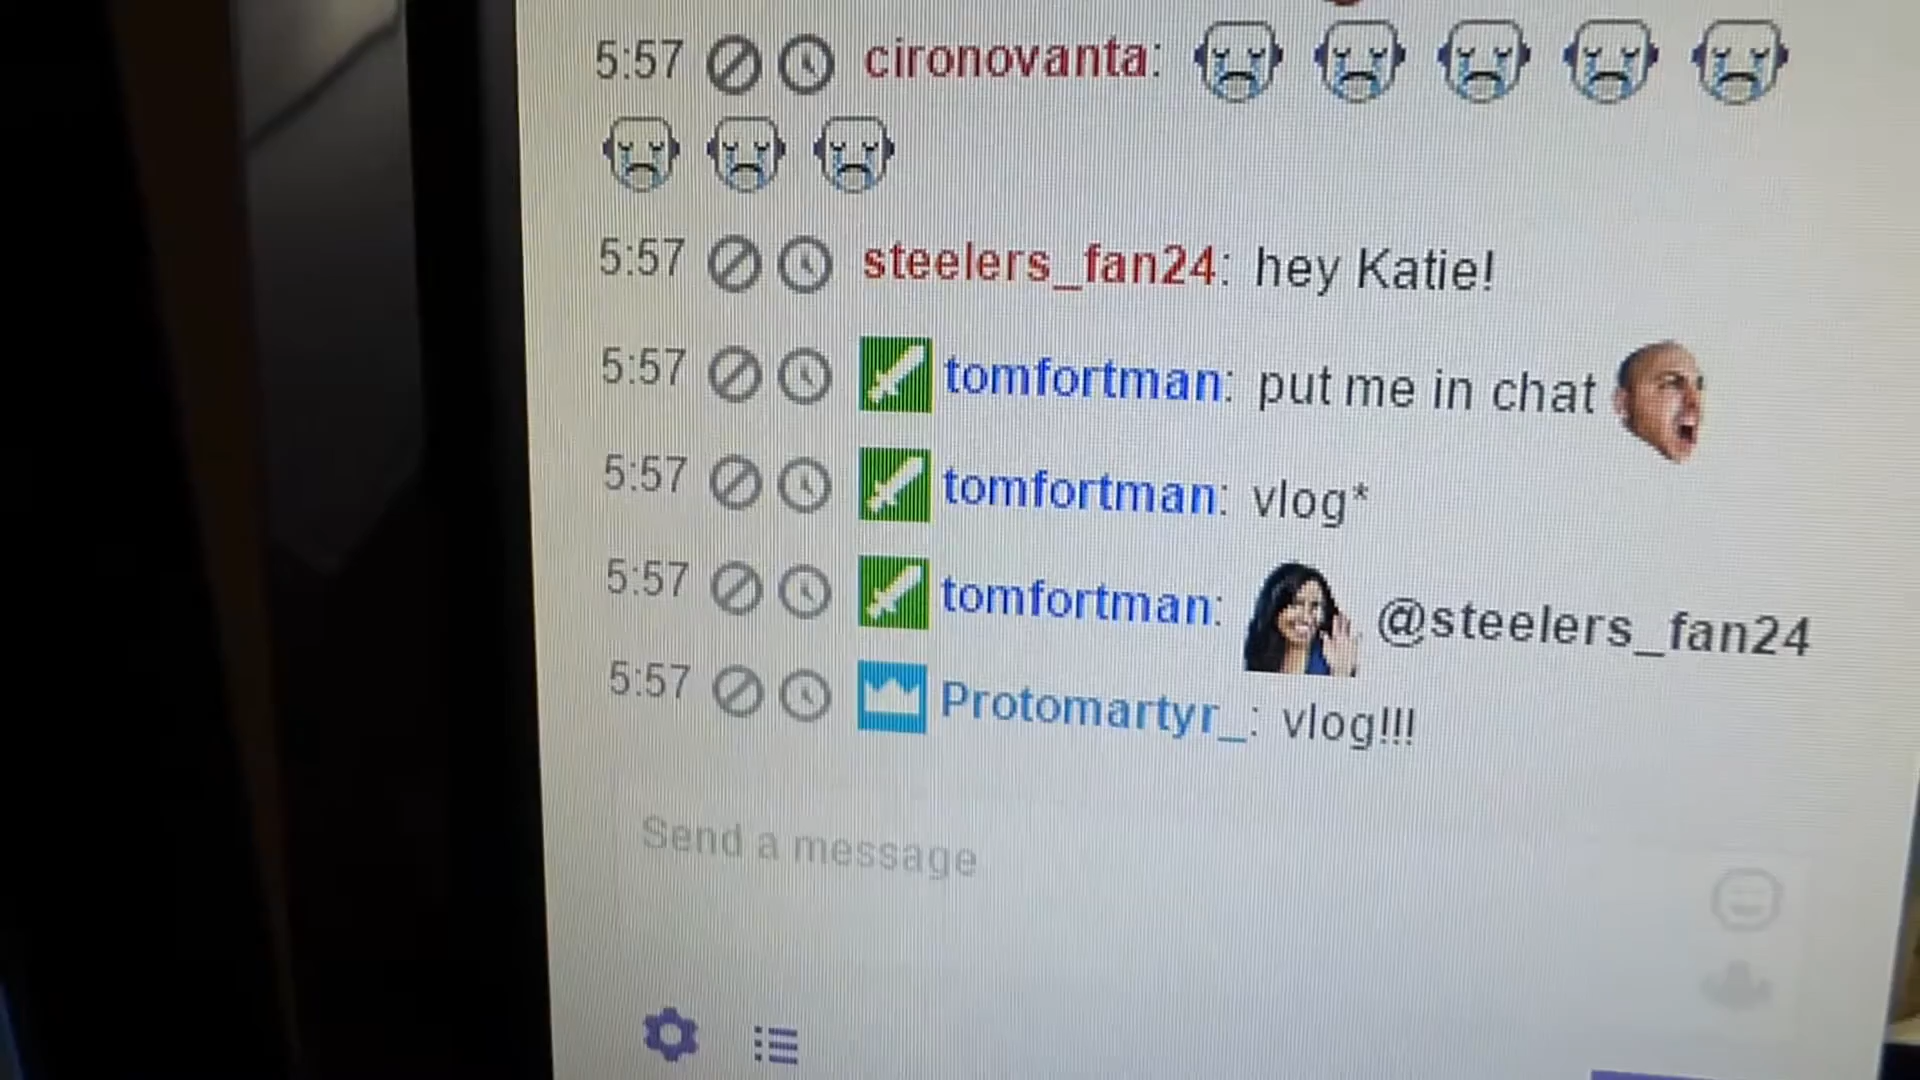 5:57 cironovanta:
5:57 steelers_fan24: hey Katie!
5:57 tomfortman: put me in chat
5:57 tomfortman: vlog*
5:57 tomfortman: @steelers_fan24
5:57 Protomartyr_: vlog!!!
Send a message